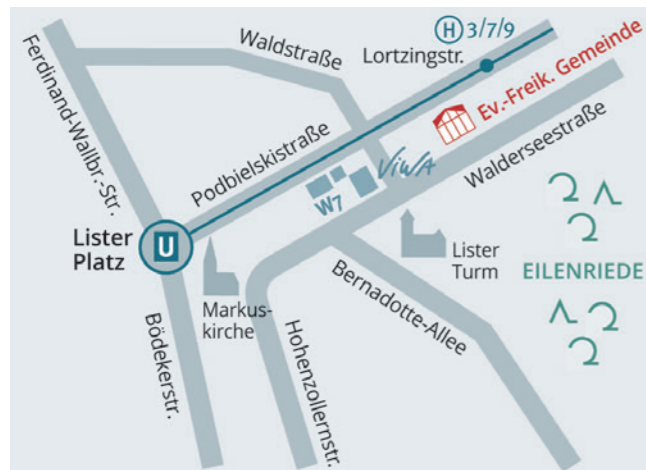 Ferdinand-Wallbr.-Str.
Waldstraße
H 3/7/9
Lortzingstr.
Ev.-Freik. Gemeinde
Podbielskistraße
ViWA
W7
Walderseestraße
Lister
Platz
U
Lister
Turm
EILENRIEDE
Markus-
kirche
Bernadotte-Allee
Bödekerstr.
Hohenzollernstr.